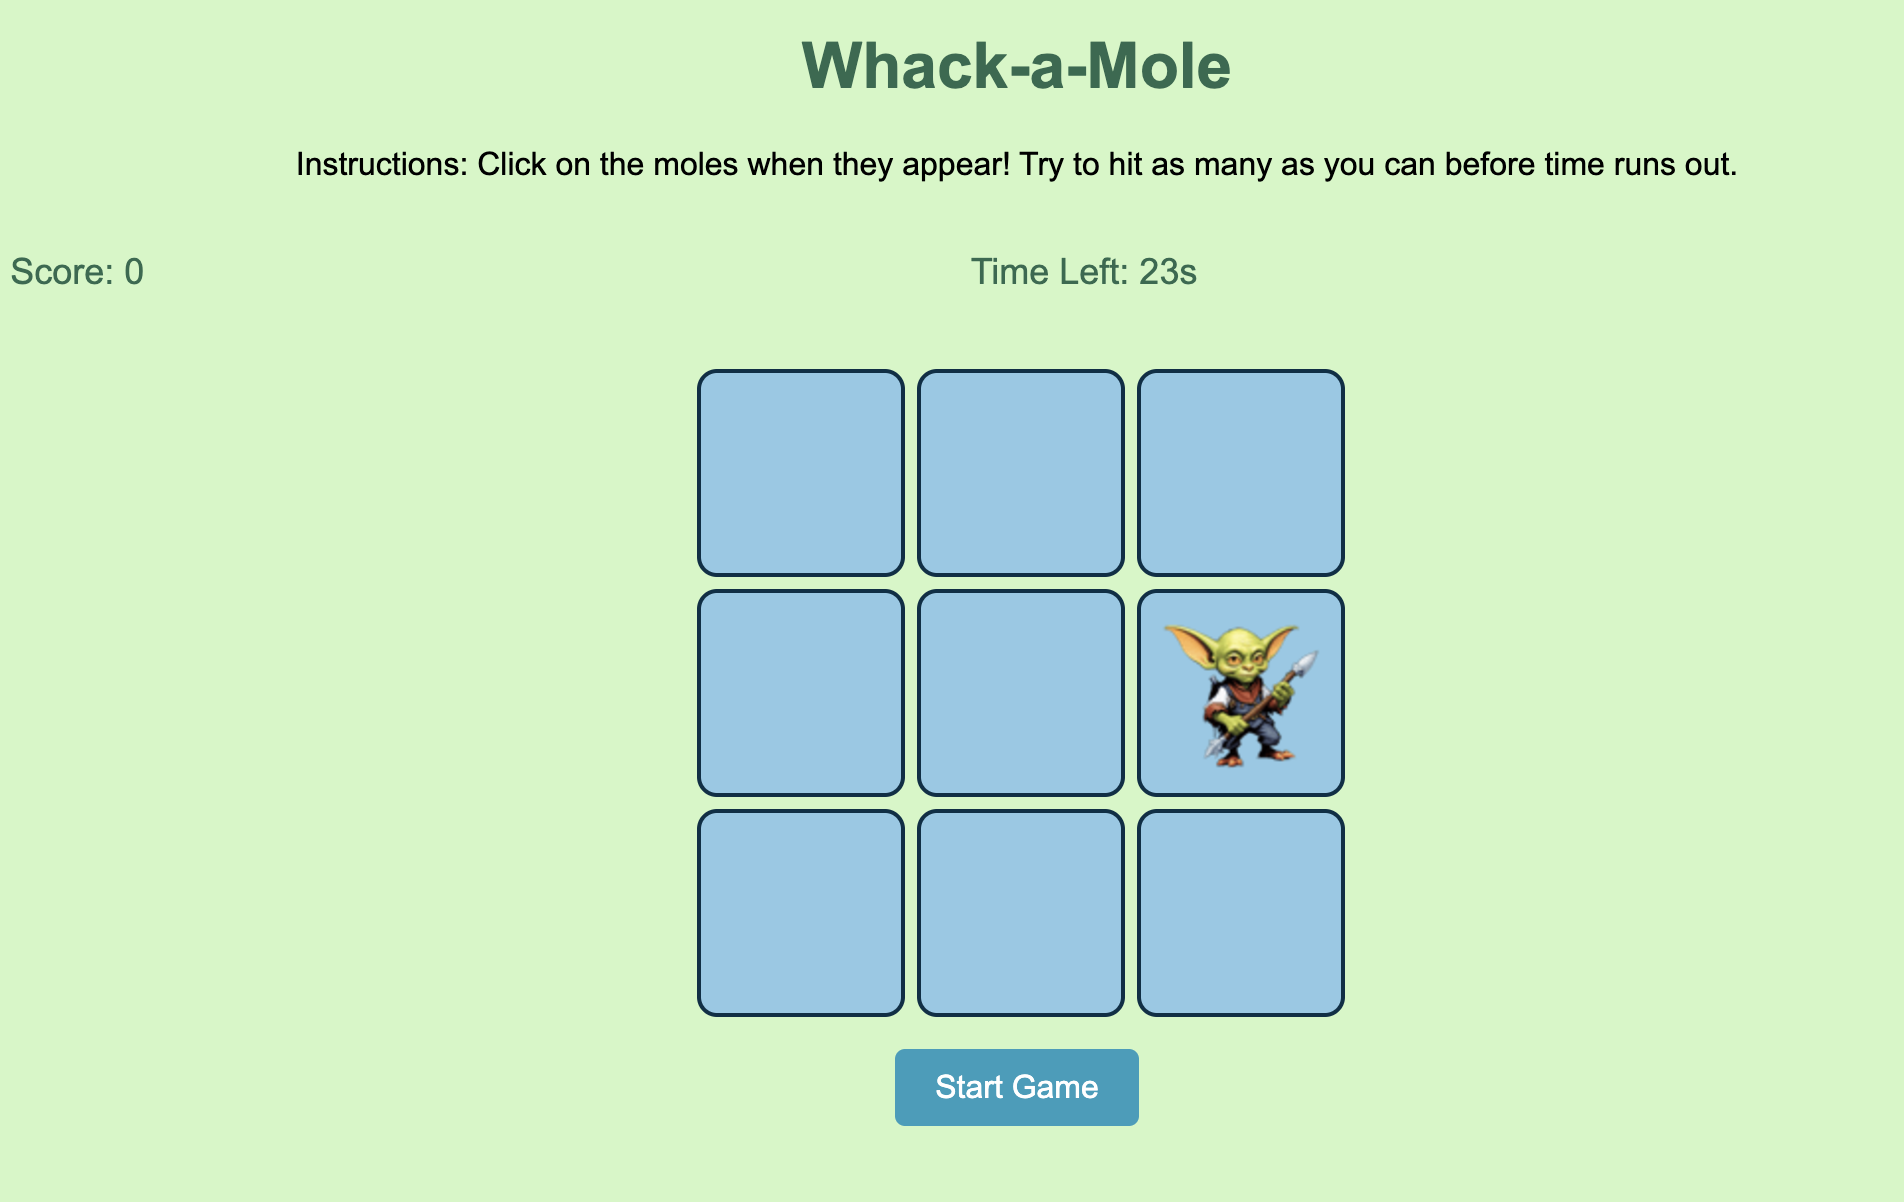 Whack-a-Mole
Instructions: Click on the moles when they appear! Try to hit as many as you can before time runs out.
Score: 0
Time Left: 23s
Start Game